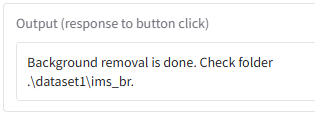 Output (response to button click)
Background removal is done. Check folder
.\dataset1\ims_br.